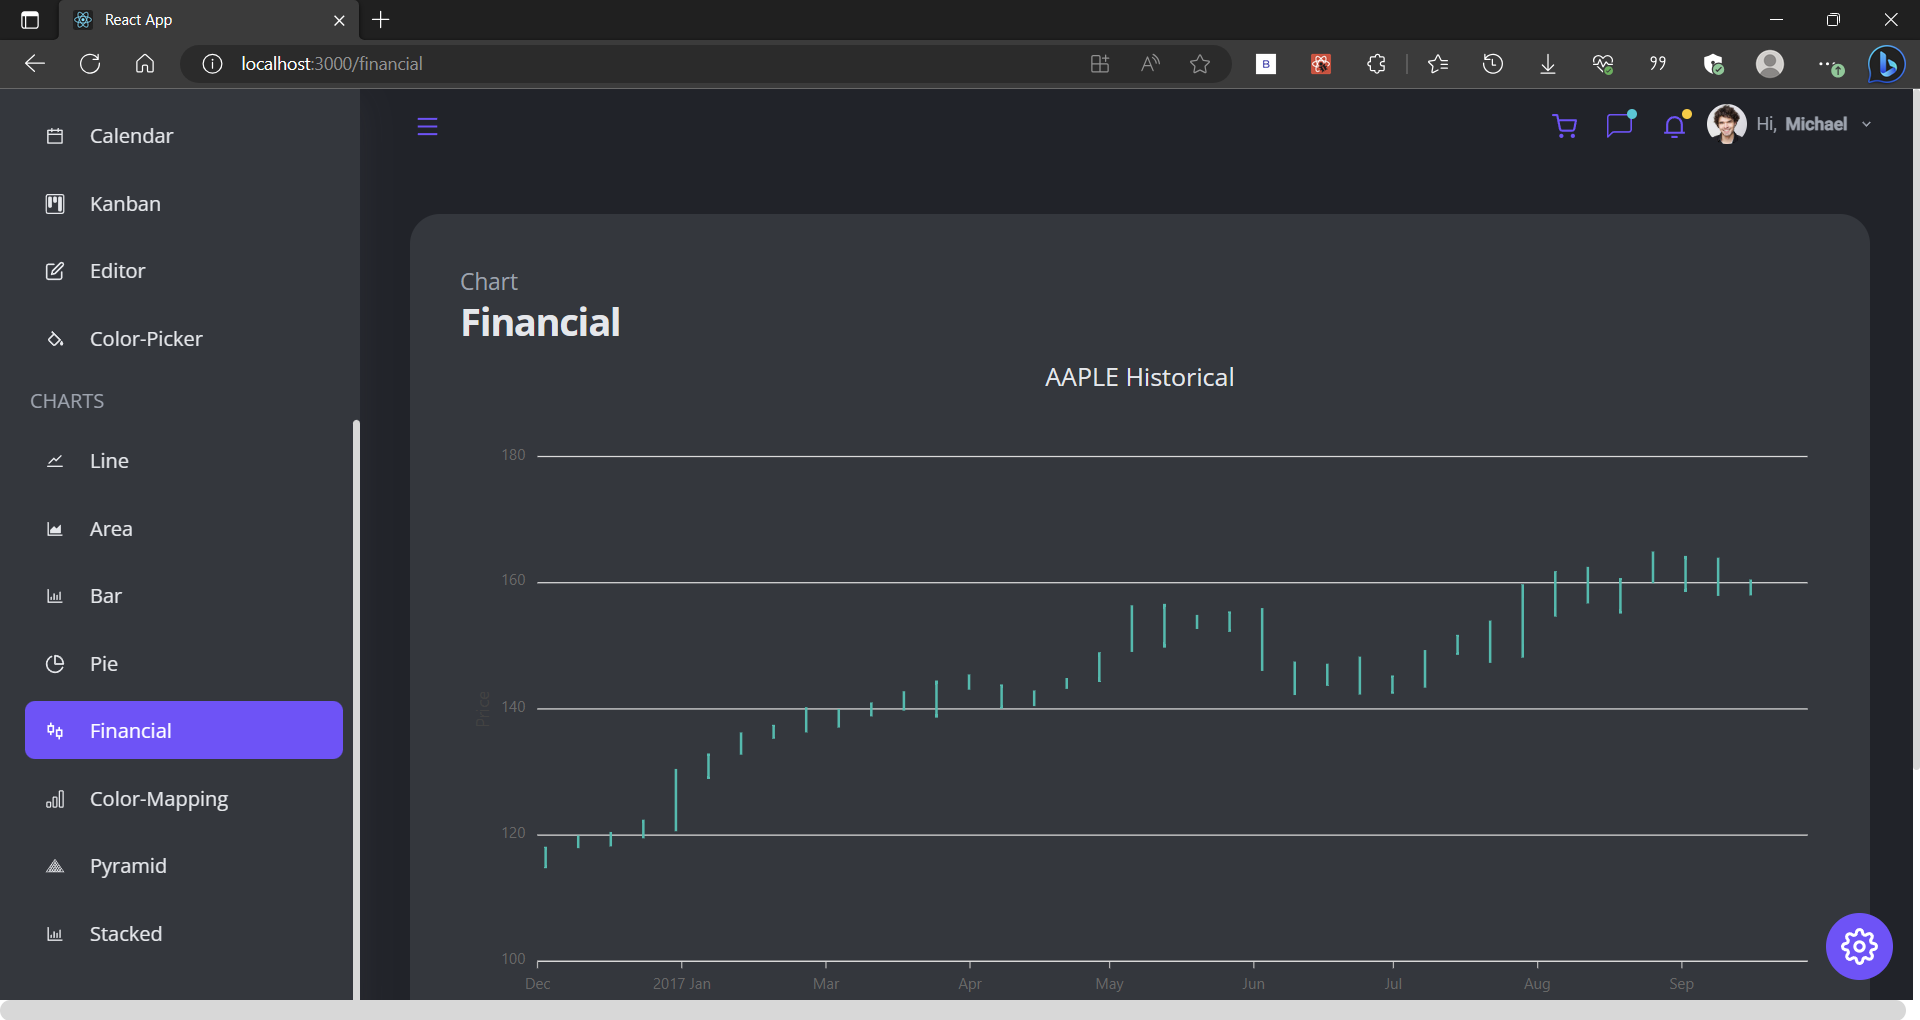 React App
localhost:3000/financial
B
Calendar
Kanban
Editor
Color-Picker
CHARTS
Line
Area
Bar
Pie
Financial
Color-Mapping
Pyramid
Stacked
Hi, Michael
Chart
Financial
AAPLE Historical
180
160
140
120
100
Price
Dec
2017 Jan
Mar
Apr
May
Jun
Jul
Aug
Sep